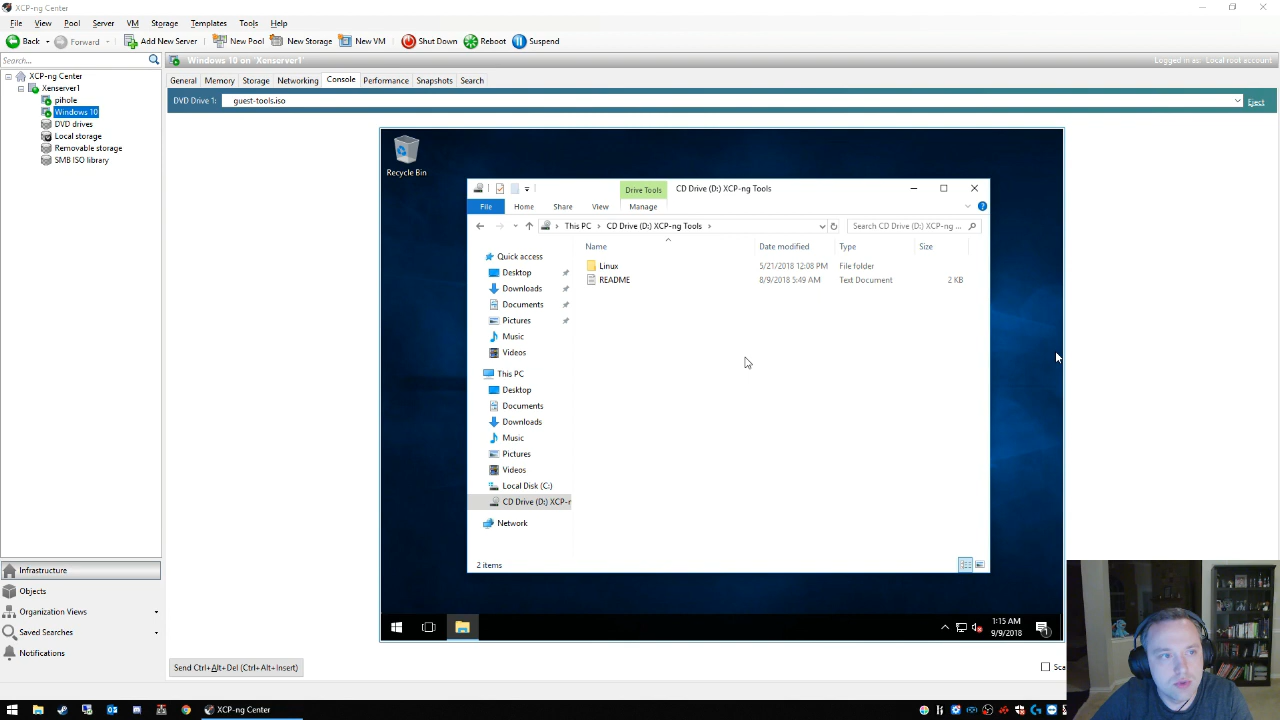 XCP-ng Center
File View Pool Server VM Storage Templates Tools Help
Back Forward Add New Server New Pool New Storage New VM Shut Down Reboot Suspend
Search...
Windows 10 on 'Xenserver1' Logged in as: Local root account
XCP-ng Center
Xenserver1
pihole
Windows 10
DVD drives
Local storage
Removable storage
SMB ISO library
General Memory Storage Networking Console Performance Snapshots Search
DVD Drive 1: guest-tools.iso Eject
Recycle Bin
Drive Tools CD Drive (D:) XCP-ng Tools
File Home Share View Manage
This PC CD Drive (D:) XCP-ng Tools Search CD Drive (D:) XCP-ng ...
Name Date modified Type Size
Linux 5/21/2018 12:08 PM File folder
README 8/9/2018 5:49 AM Text Document 2 KB
Quick access
Desktop
Downloads
Documents
Pictures
Music
Videos
This PC
Desktop
Documents
Downloads
Music
Pictures
Videos
Local Disk (C:)
CD Drive (D:) XCP-r
Network
2 items
1:15 AM
9/9/2018
1
Infrastructure
Objects
Organization Views
Saved Searches
Notifications
Send Ctrl+Alt+Del (Ctrl+Alt+Insert)
Sca
XCP-ng Center